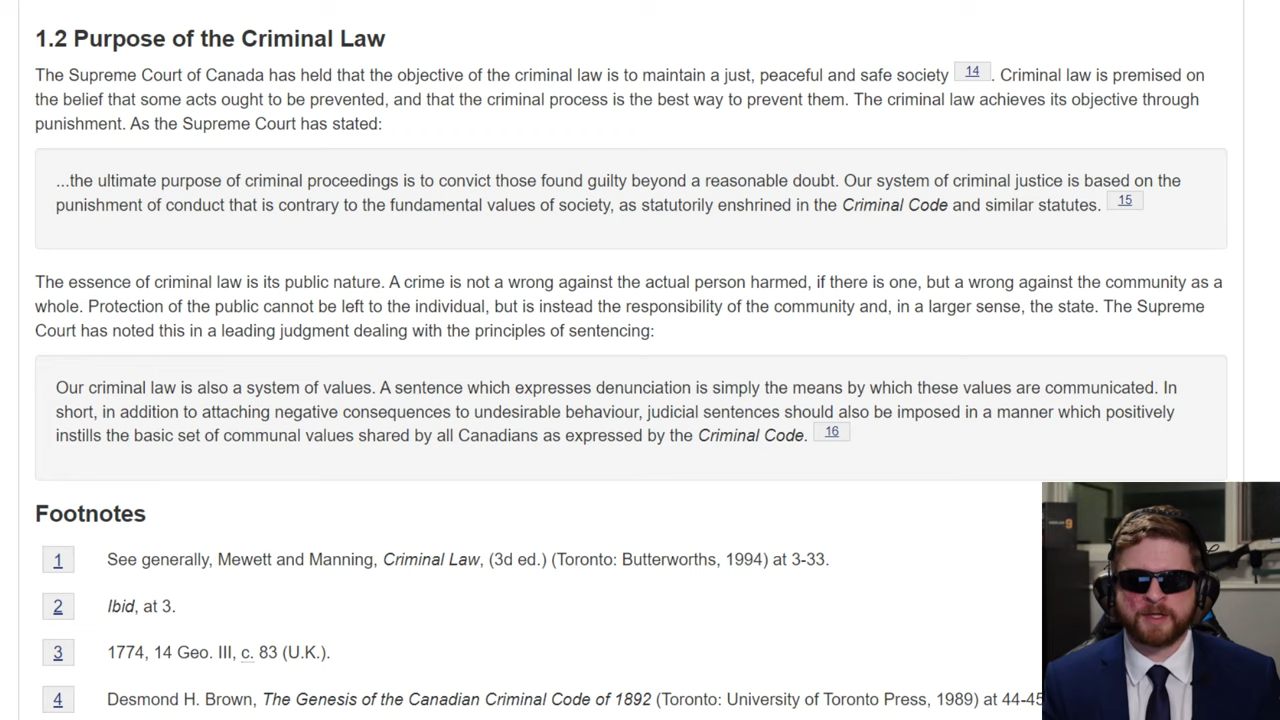 1.2 Purpose of the Criminal Law
The Supreme Court of Canada has held that the objective of the criminal law is to maintain a just, peaceful and safe society 14 . Criminal law is premised on
the belief that some acts ought to be prevented, and that the criminal process is the best way to prevent them. The criminal law achieves its objective through
punishment. As the Supreme Court has stated:
...the ultimate purpose of criminal proceedings is to convict those found guilty beyond a reasonable doubt. Our system of criminal justice is based on the
punishment of conduct that is contrary to the fundamental values of society, as statutorily enshrined in the Criminal Code and similar statutes. 15
The essence of criminal law is its public nature. A crime is not a wrong against the actual person harmed, if there is one, but a wrong against the community as a
whole. Protection of the public cannot be left to the individual, but is instead the responsibility of the community and, in a larger sense, the state. The Supreme
Court has noted this in a leading judgment dealing with the principles of sentencing:
Our criminal law is also a system of values. A sentence which expresses denunciation is simply the means by which these values are communicated. In
short, in addition to attaching negative consequences to undesirable behaviour, judicial sentences should also be imposed in a manner which positively
instills the basic set of communal values shared by all Canadians as expressed by the Criminal Code. 16
Footnotes
1 See generally, Mewett and Manning, Criminal Law, (3d ed.) (Toronto: Butterworths, 1994) at 3-33.
2 Ibid, at 3.
3 1774, 14 Geo. III, c. 83 (U.K.).
4 Desmond H. Brown, The Genesis of the Canadian Criminal Code of 1892 (Toronto: University of Toronto Press, 1989) at 44-45